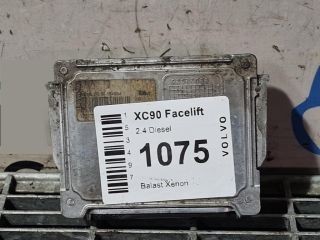 XC90 Facelift
2.4 Diesel
1075
Balast Xenon
VOLVO